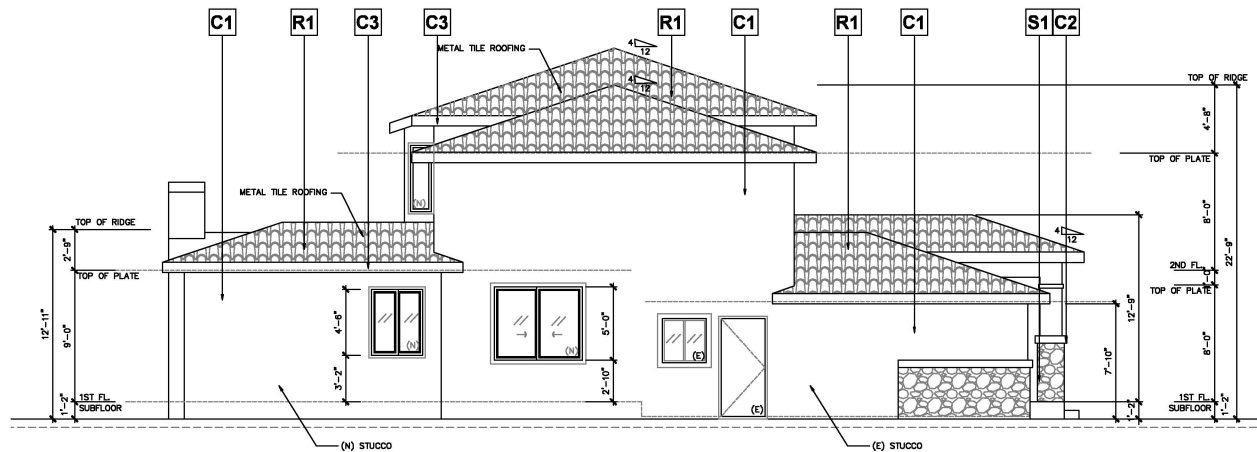 C1
R1
C3
C3
R1
C1
R1
C1
S1
C2
METAL TILE ROOFING
4
12
4
12
TOP OF RIDGE
4'-8"
TOP OF PLATE
(N)
METAL TILE ROOFING
TOP OF RIDGE
2'-9"
TOP OF PLATE
12'-11"
9'-0"
4'-6"
3'-2"
(N)
(N)
5'-0"
2'-10"
(E)
(E)
4
12
8'-0"
22'-9"
2ND FL.
TOP OF PLATE
12'-9"
7'-10"
8'-0"
1ST FL.
SUBFLOOR
1'-2"
1ST FL.
SUBFLOOR
1'-2"
1'-2"
(N) STUCCO
(E) STUCCO